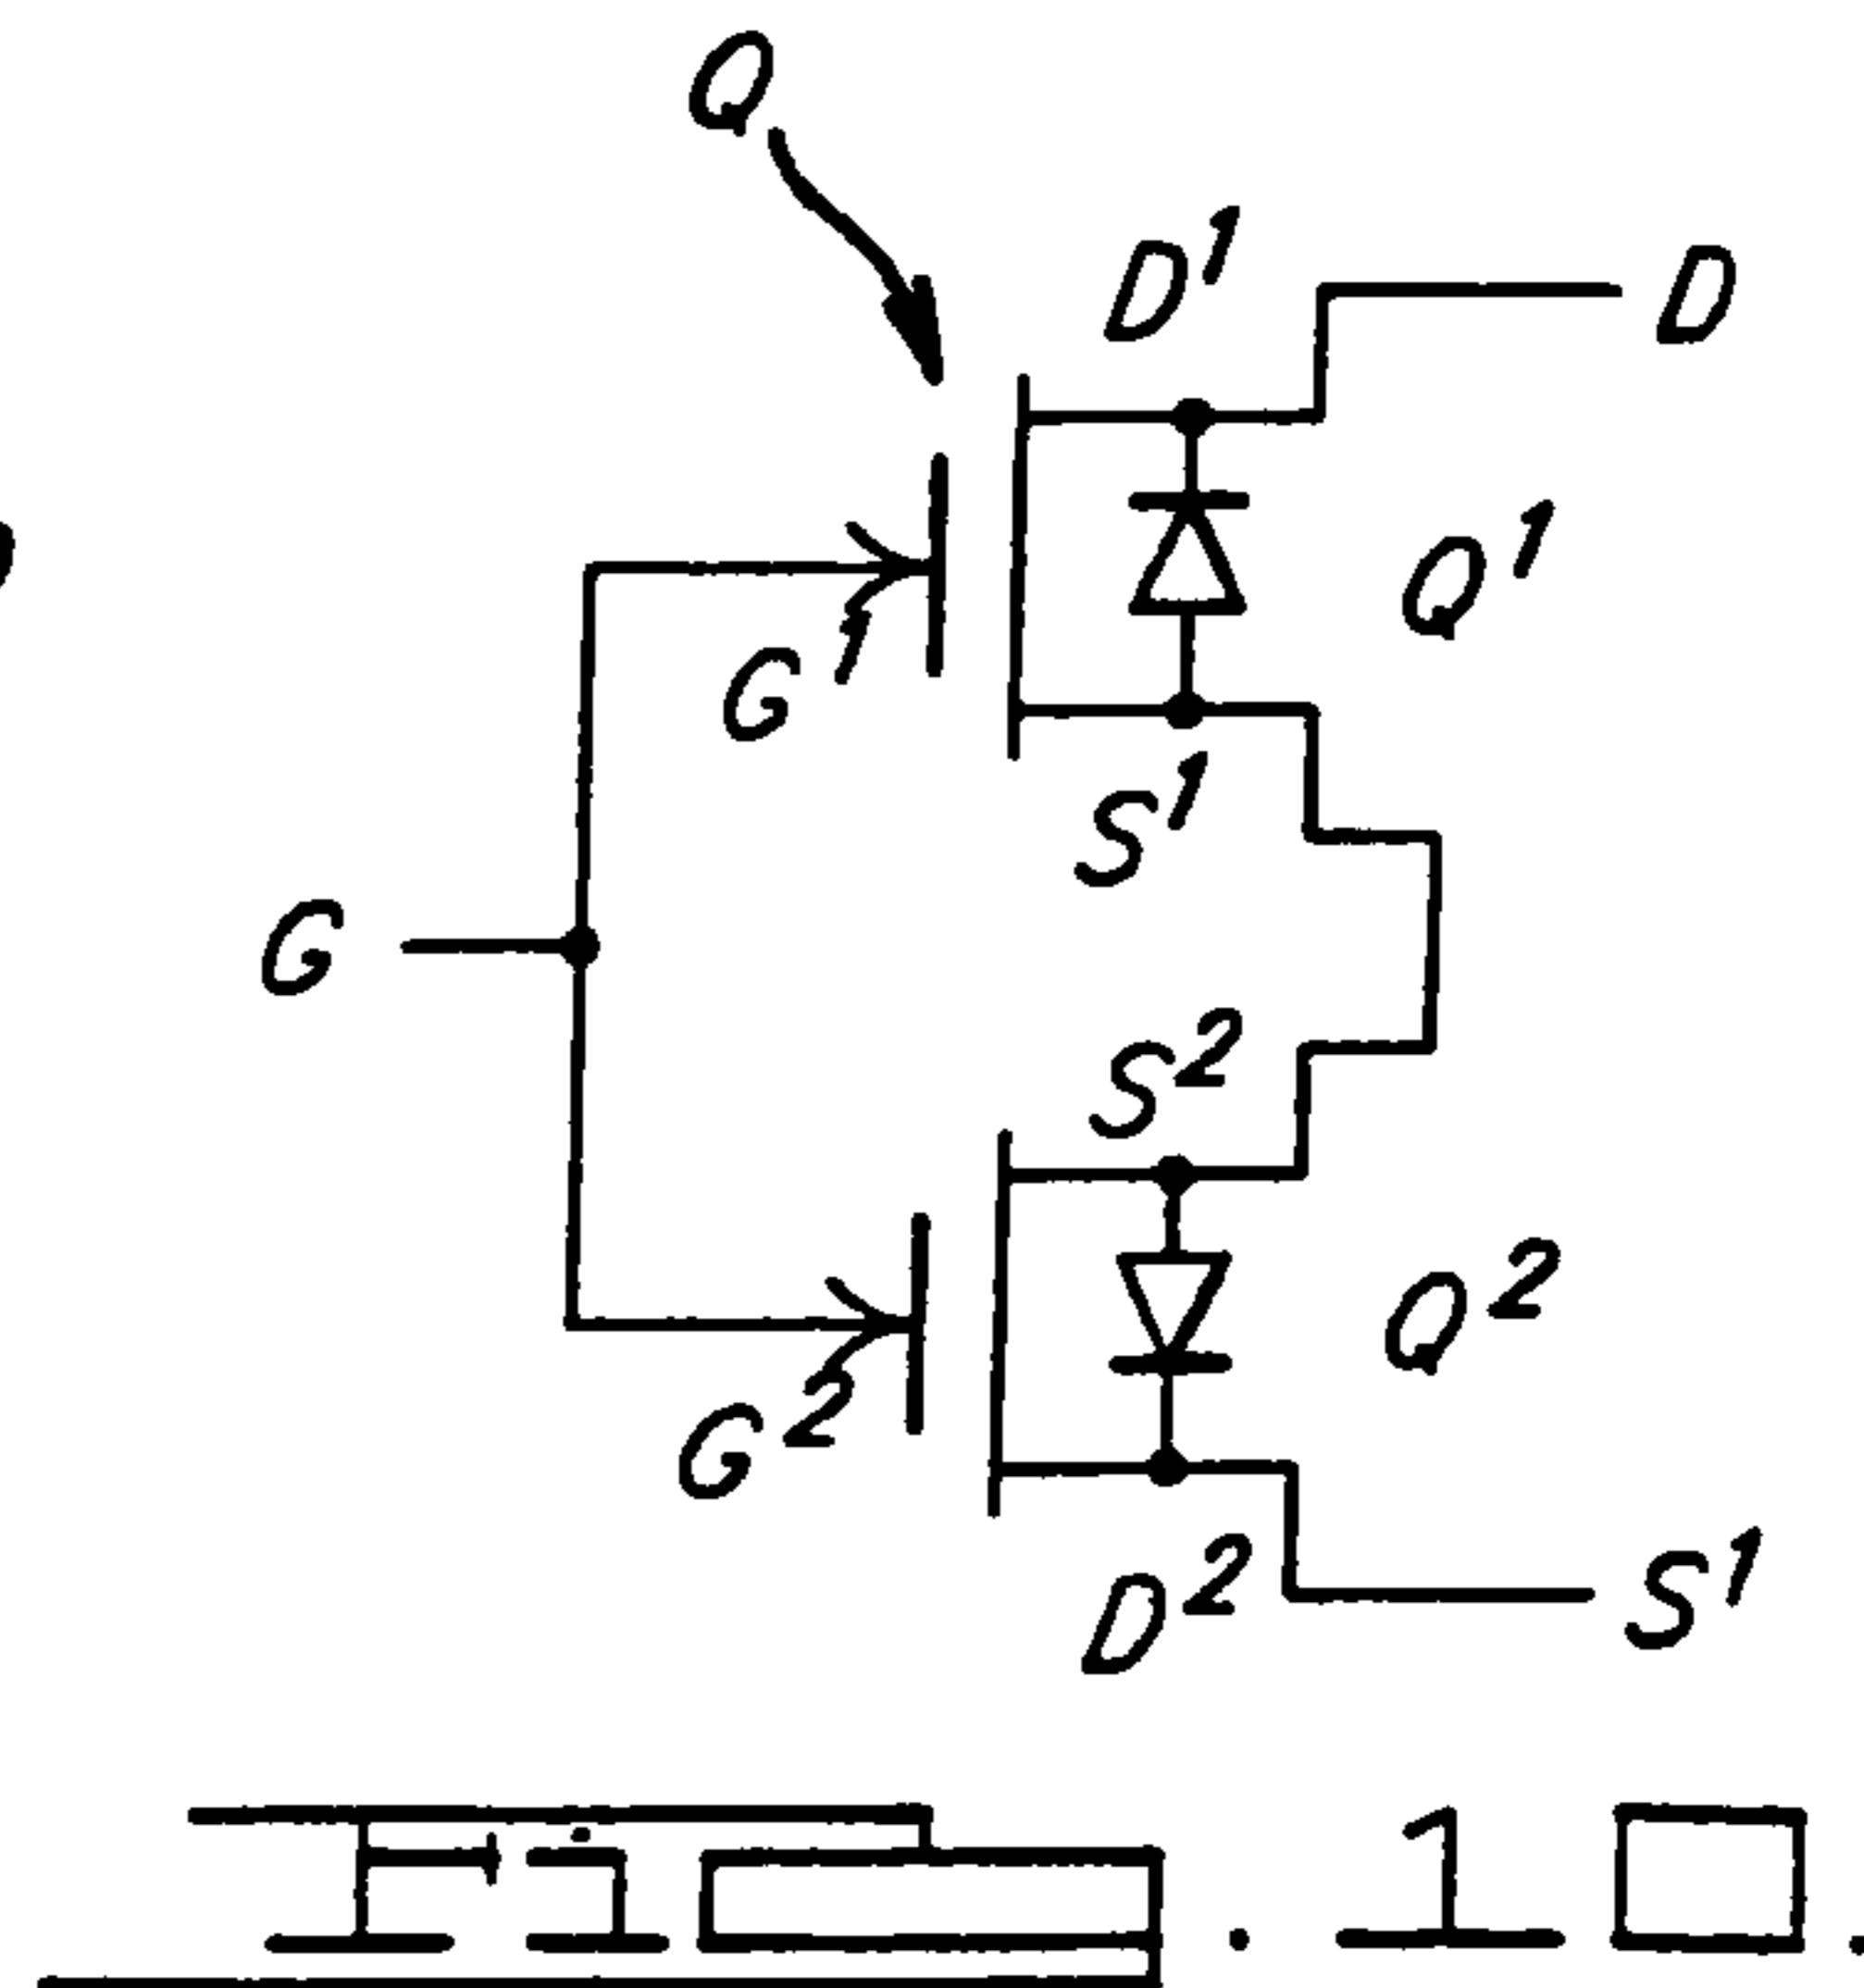 Q
D¹ D
Q¹
G¹
S¹
G
S²
Q²
G²
D²
S¹
Fig. 10.